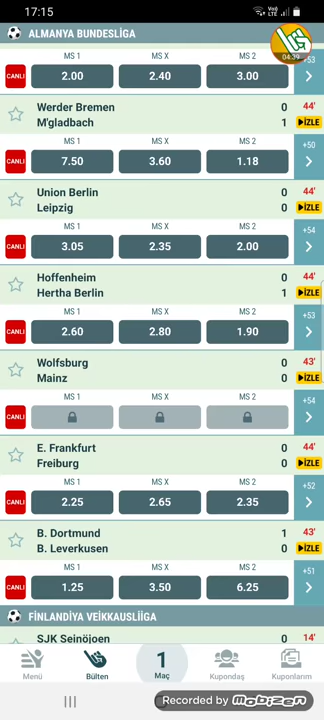 17:15
Vo))
LTE
ALMANYA BUNDESLİGA
04:29
MS 1 MS X MS 2 +53
CANLI 2.00 2.40 3.00
Werder Bremen 0 44'
M'gladbach 1 İZLE
MS 1 MS X MS 2 +50
CANLI 7.50 3.60 1.18
Union Berlin 0 44'
Leipzig 0 İZLE
MS 1 MS X MS 2 +54
CANLI 3.05 2.35 2.00
Hoffenheim 0 44'
Hertha Berlin 1 İZLE
MS 1 MS X MS 2 +53
CANLI 2.60 2.80 1.90
Wolfsburg 0 43'
Mainz 0 İZLE
MS 1 MS X MS 2 +54
CANLI
E. Frankfurt 0 44'
Freiburg 0 İZLE
MS 1 MS X MS 2 +52
CANLI 2.25 2.65 2.35
B. Dortmund 1 43'
B. Leverkusen 0 İZLE
MS 1 MS X MS 2 +51
CANLI 1.25 3.50 6.25
FİNLANDİYA VEİKKAUSLİİGA
SJK Seinöjoen 0 14'
Menü Bülten 1 Maç Kupondaş Kuponlarım
Recorded by Mobizen